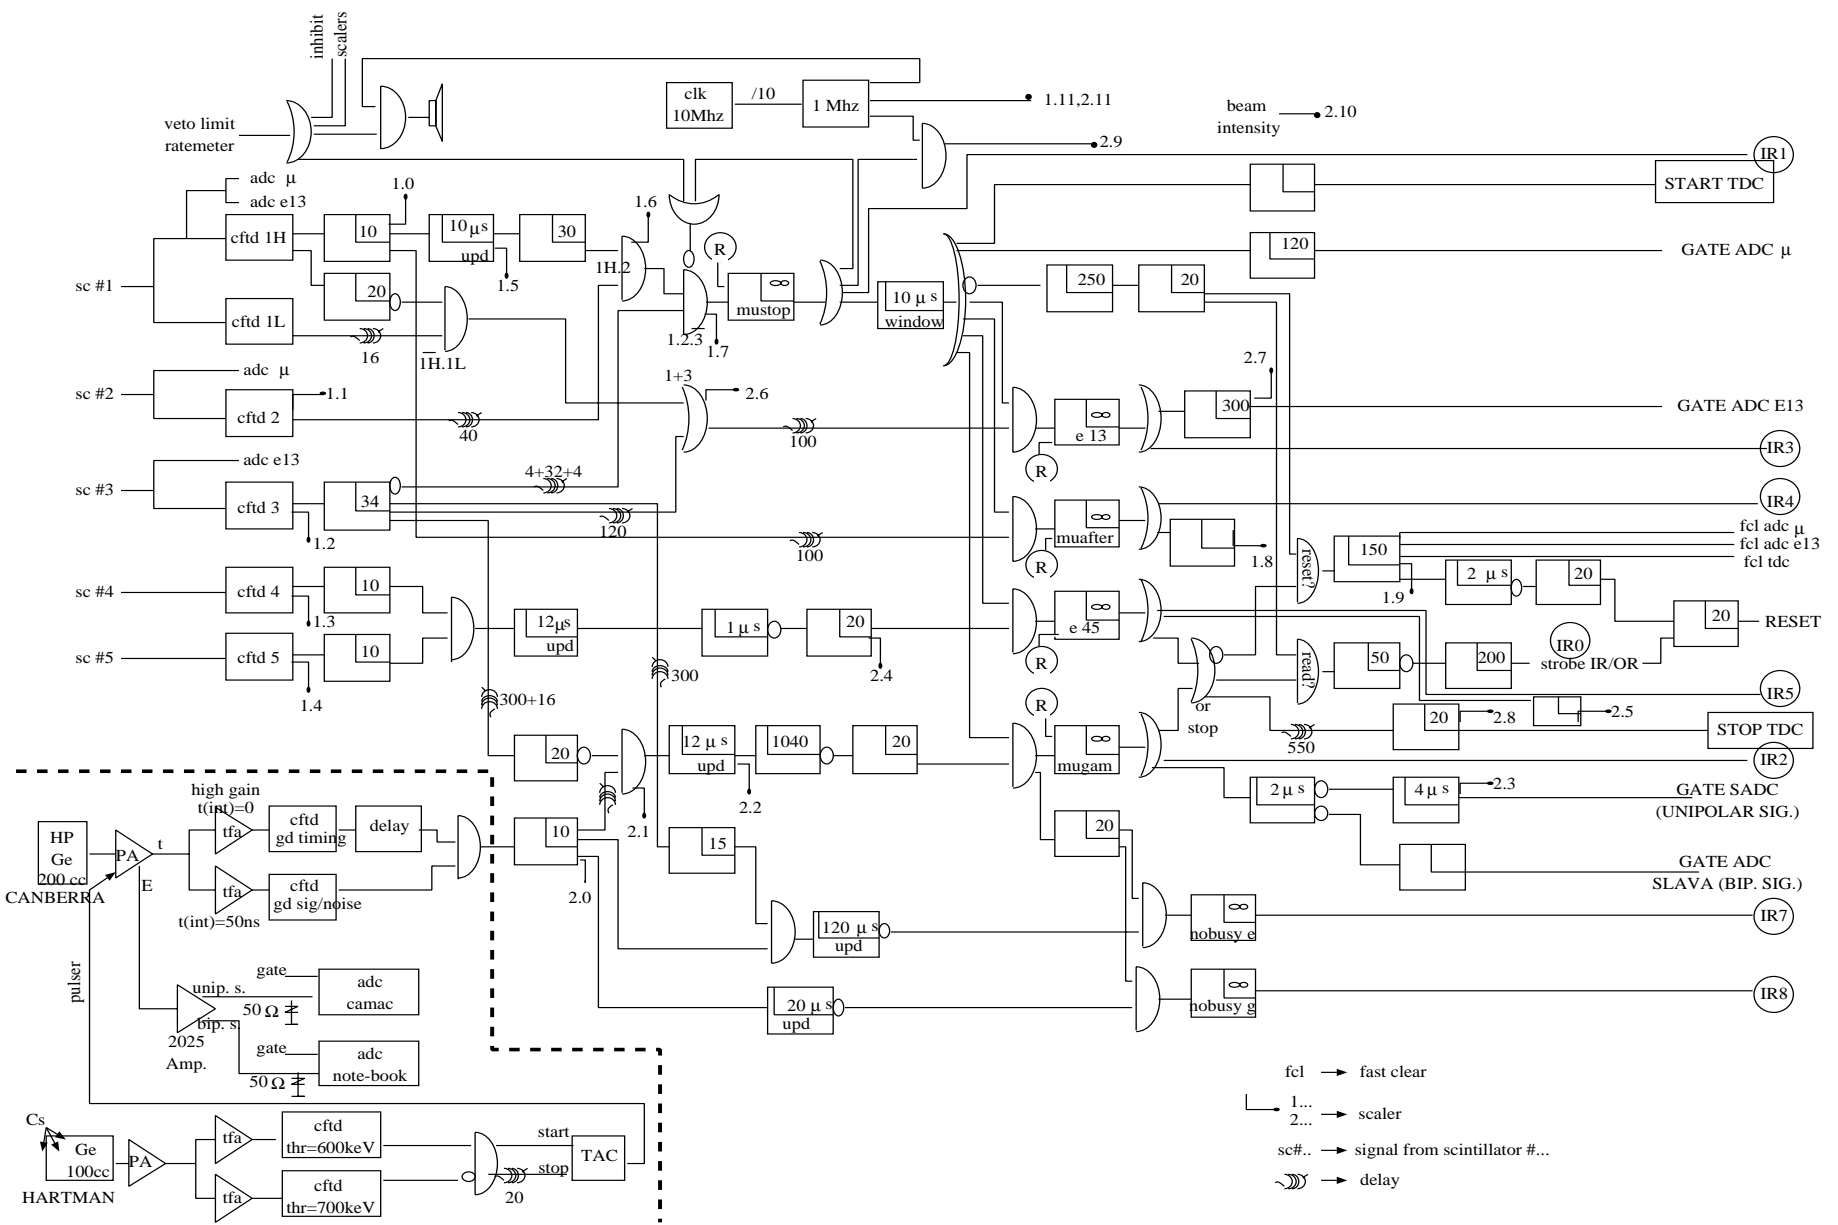 inhibit
scalers
veto limit
ratemeter
clk
10Mhz
/10
1 Mhz
1.11,2.11
beam
intensity
2.10
2.9
IR1
START TDC
adc μ
adc e13
1.0
cftd 1H
10
10 μs
upd
1.5
30
1.6
1H.2
R
∞
mustop
10 μ s
window
120
GATE ADC μ
sc #1
20
cftd 1L
16
1H.1L
1.2.3
1.7
250
20
adc μ
sc #2
cftd 2
1.1
40
1+3
2.6
100
∞
e 13
R
300
2.7
GATE ADC E13
IR3
adc e13
sc #3
cftd 3
1.2
34
4+32+4
120
100
∞
muafter
R
1.8
IR4
reset?
150
fcl adc μ
fcl adc e13
fcl tdc
1.9
2 μ s
20
20
RESET
sc #4
cftd 4
1.3
10
sc #5
cftd 5
1.4
10
12μs
upd
1 μ s
20
2.4
∞
e 45
R
300
300+16
or
stop
read?
50
200
IR0
strobe IR/OR
IR5
2.5
20
2.8
550
STOP TDC
IR2
20
2.1
12 μ s
upd
2.2
1040
20
R
∞
mugam
2 μ s
4 μ s
2.3
GATE SADC
(UNIPOLAR SIG.)
GATE ADC
SLAVA (BIP. SIG.)
high gain
t(int)=0
HP
Ge
200 cc
CANBERRA
PA
t
E
tfa
cftd
gd timing
delay
tfa
cftd
gd sig/noise
t(int)=50ns
10
2.0
15
20
120 μ s
upd
∞
nobusy e
IR7
20 μ s
upd
∞
nobusy g
IR8
pulser
gate
unip. s.
adc
camac
50 Ω
bip. s.
2025
Amp.
gate
50 Ω
adc
note-book
Cs
Ge
100cc
HARTMAN
PA
tfa
cftd
thr=600keV
tfa
cftd
thr=700keV
start
stop
20
TAC
fcl
fast clear
1...
2...
scaler
sc#..
signal from scintillator #...
delay